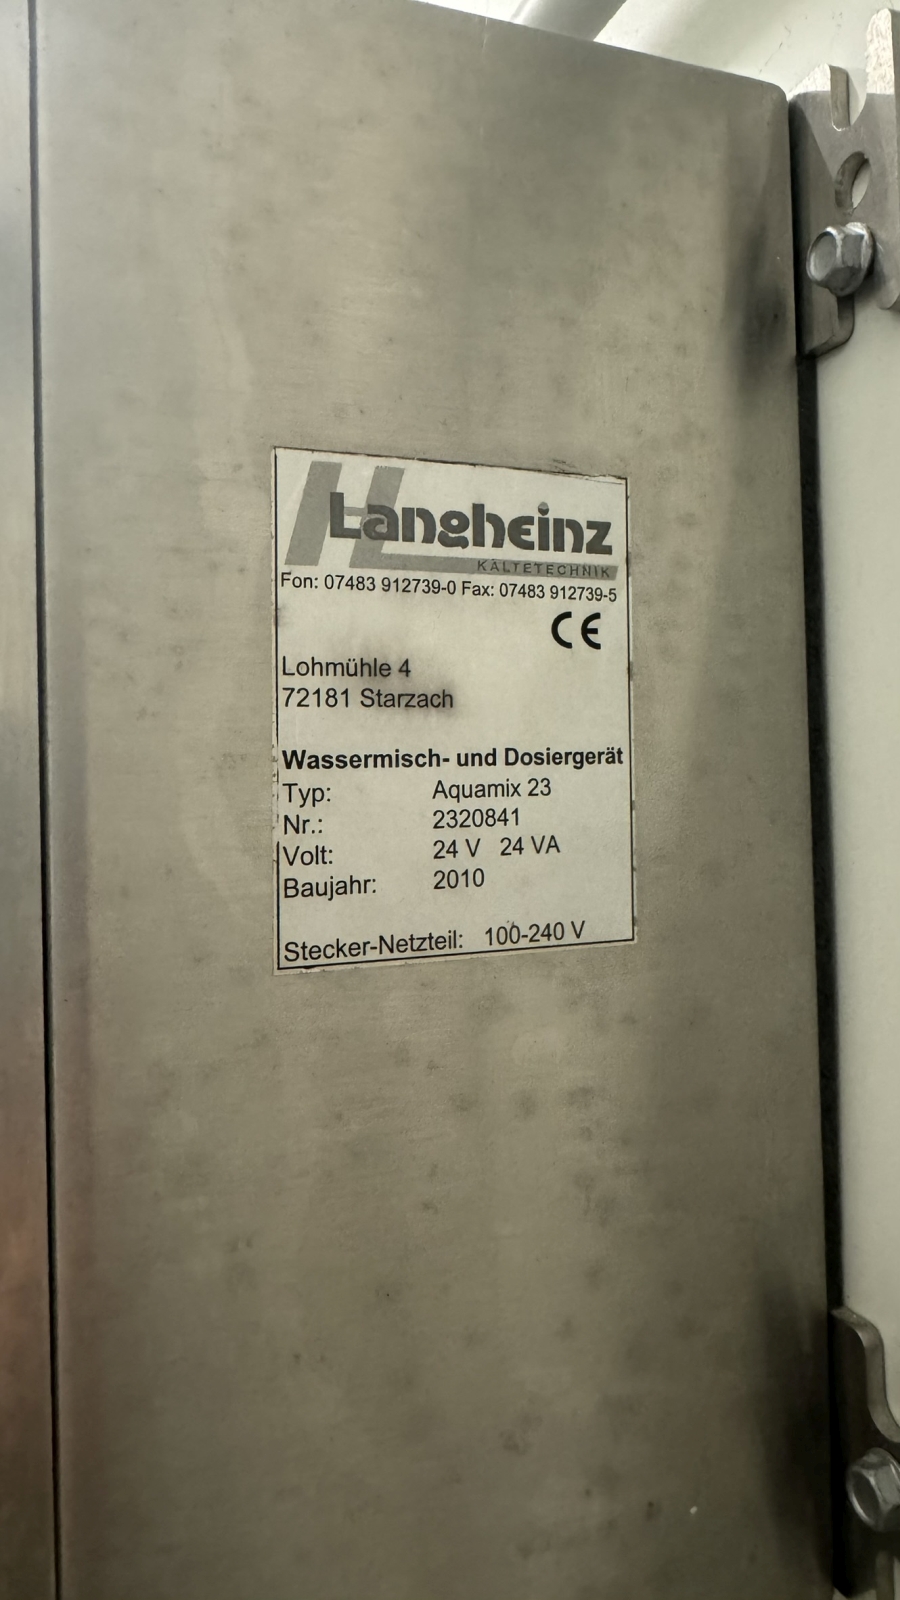 Langheinz
KÄLTETECHNIK
Fon: 07483 912739-0 Fax: 07483 912739-5
CE
Lohmühle 4
72181 Starzach
Wassermisch- und Dosiergerät
Typ: Aquamix 23
Nr.: 2320841
Volt: 24 V 24 VA
Baujahr: 2010
Stecker-Netzteil: 100-240 V